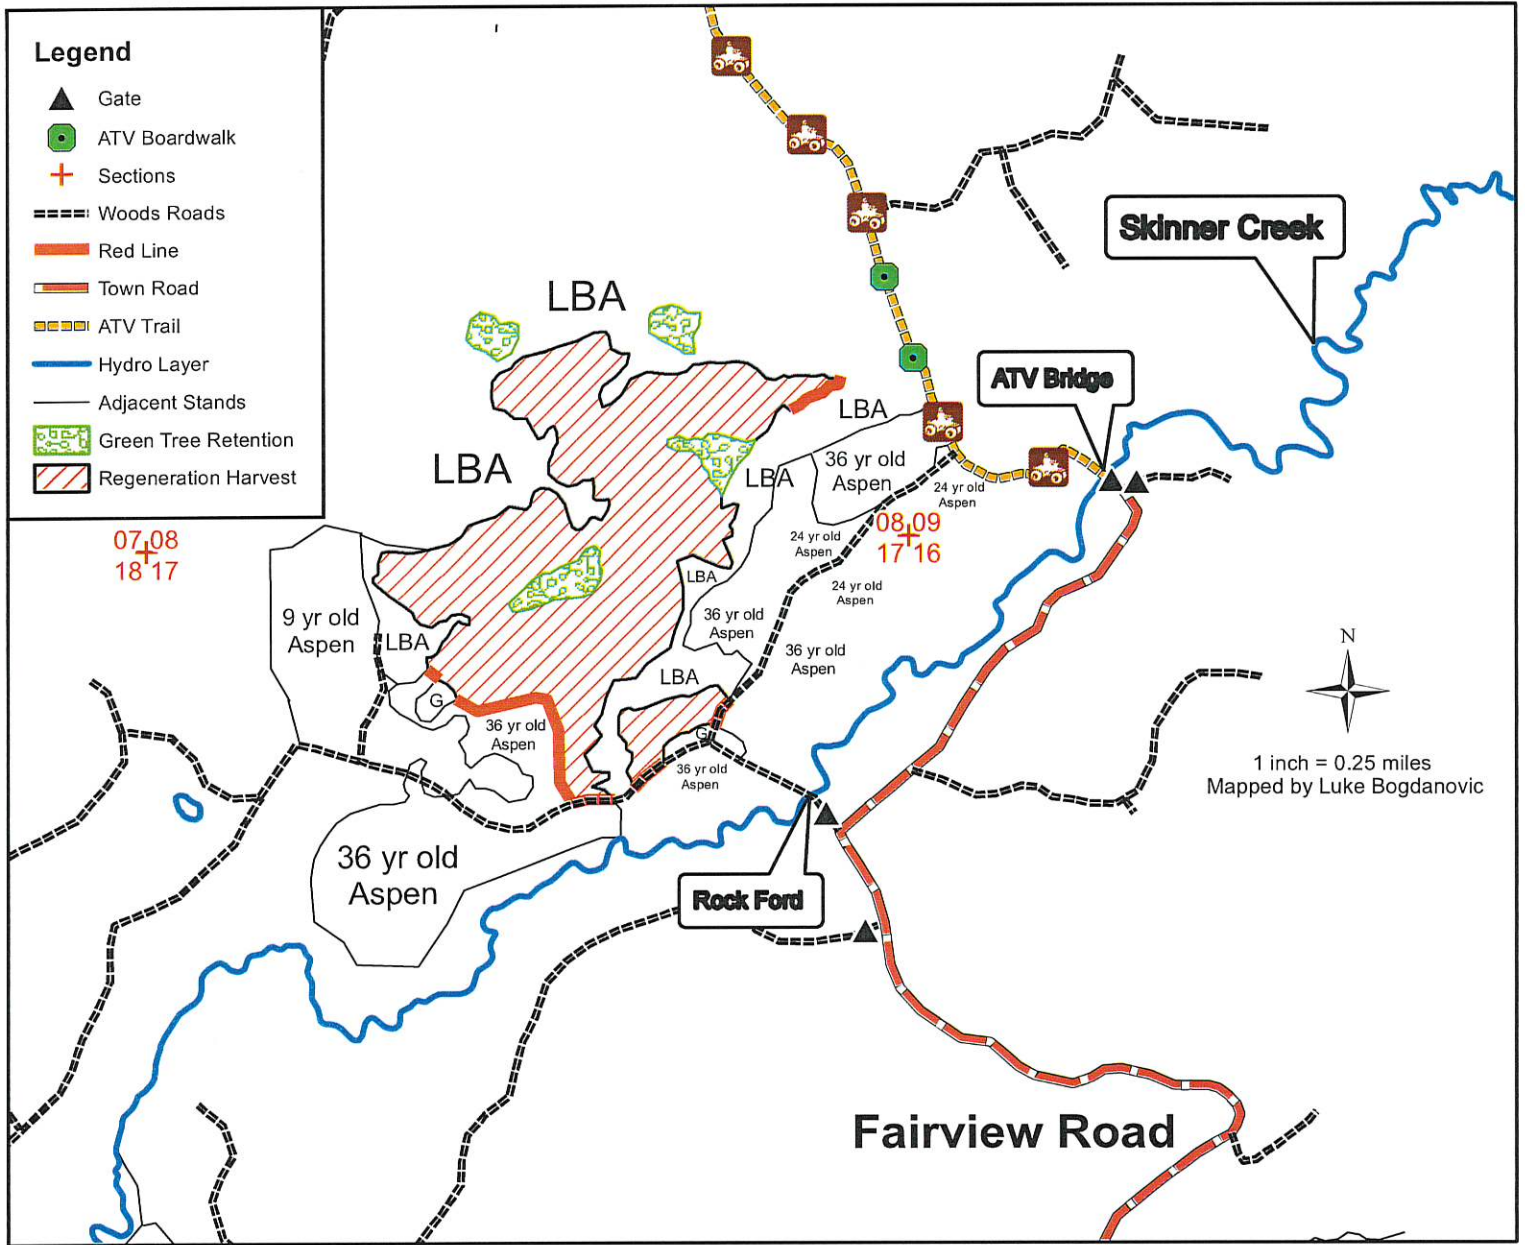 Legend
Gate
ATV Boardwalk
Sections
Woods Roads
Red Line
Town Road
ATV Trail
Hydro Layer
Adjacent Stands
Green Tree Retention
Regeneration Harvest
Skinner Creek
LBA
ATV Bridge
LBA
LBA
LBA
36 yr old
Aspen
24 yr old
Aspen
07 08
18 17
08 09
17 16
24 yr old
Aspen
LBA
24 yr old
Aspen
9 yr old
Aspen
LBA
36 yr old
Aspen
36 yr old
Aspen
LBA
G
36 yr old
Aspen
G
36 yr old
Aspen
N
1 inch = 0.25 miles
Mapped by Luke Bogdanovic
36 yr old
Aspen
Rock Ford
Fairview Road